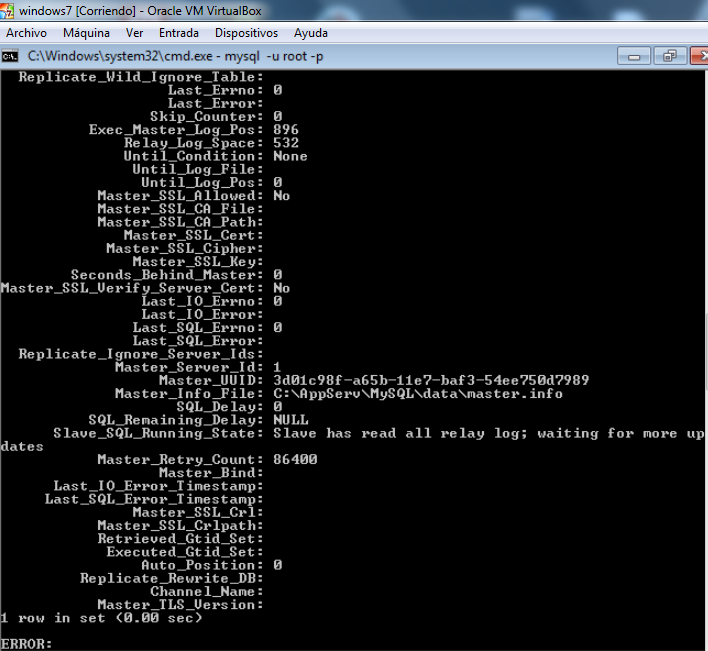 windows7 [Corriendo] - Oracle VM VirtualBox
Archivo Máquina Ver Entrada Dispositivos Ayuda
C:\Windows\system32\cmd.exe - mysql -u root -p
Replicate_Wild_Ignore_Table:
Last_Errno: 0
Last_Error:
Skip_Counter: 0
Exec_Master_Log_Pos: 896
Relay_Log_Space: 532
Until_Condition: None
Until_Log_File:
Until_Log_Pos: 0
Master_SSL_Allowed: No
Master_SSL_CA_File:
Master_SSL_CA_Path:
Master_SSL_Cert:
Master_SSL_Cipher:
Master_SSL_Key:
Seconds_Behind_Master: 0
Master_SSL_Verify_Server_Cert: No
Last_IO_Errno: 0
Last_IO_Error:
Last_SQL_Errno: 0
Last_SQL_Error:
Replicate_Ignore_Server_Ids:
Master_Server_Id: 1
Master_UUID: 3d01c98f-a65b-11e7-baf3-54ee750d7989
Master_Info_File: C:\AppServ\MySQL\data\master.info
SQL_Delay: 0
SQL_Remaining_Delay: NULL
Slave_SQL_Running_State: Slave has read all relay log; waiting for more up
dates
Master_Retry_Count: 86400
Master_Bind:
Last_IO_Error_Timestamp:
Last_SQL_Error_Timestamp:
Master_SSL_Crl:
Master_SSL_Crlpath:
Retrieved_Gtid_Set:
Executed_Gtid_Set:
Auto_Position: 0
Replicate_Rewrite_DB:
Channel_Name:
Master_TLS_Version:
1 row in set (0.00 sec)
ERROR: